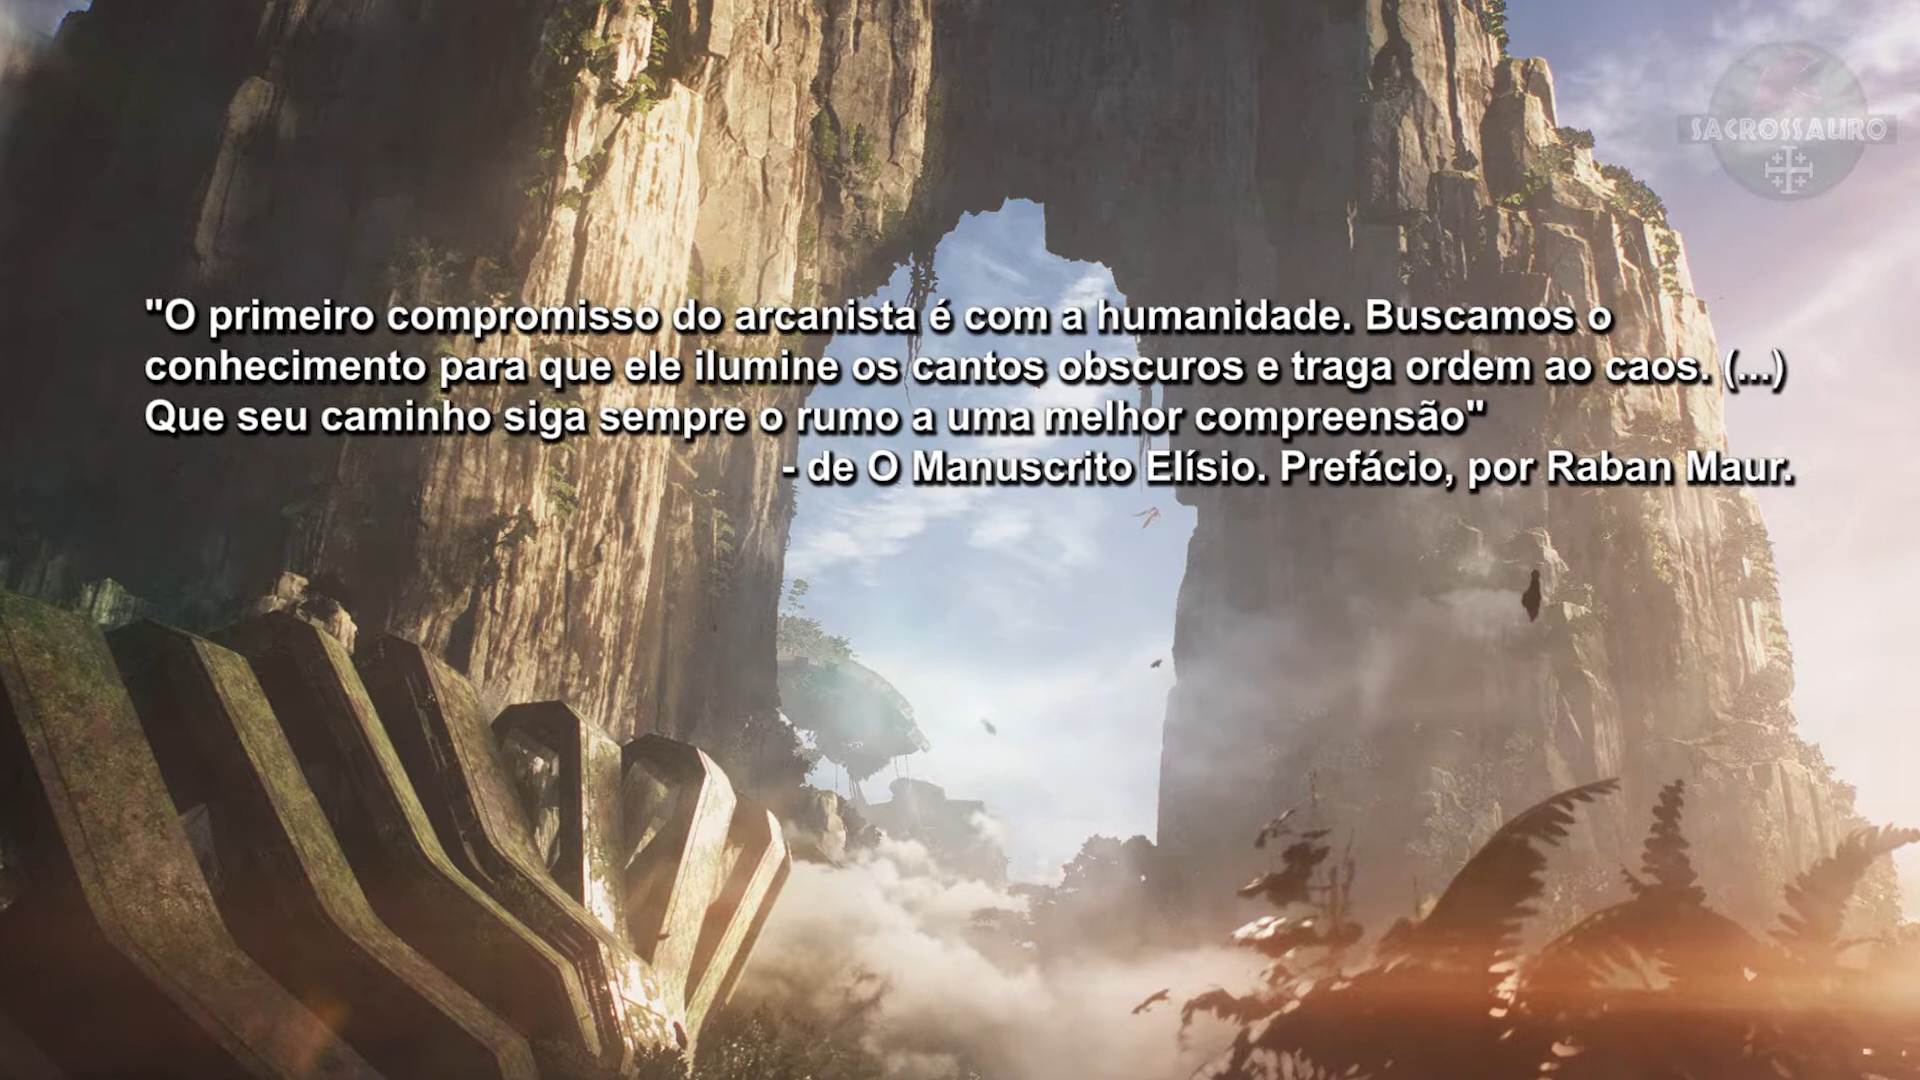 SACROSSAURO
"O primeiro compromisso do arcanista é com a humanidade. Buscamos o
conhecimento para que ele ilumine os cantos obscuros e traga ordem ao caos. (...)
Que seu caminho siga sempre o rumo a uma melhor compreensão"
- de O Manuscrito Elísio. Prefácio, por Raban Maur.